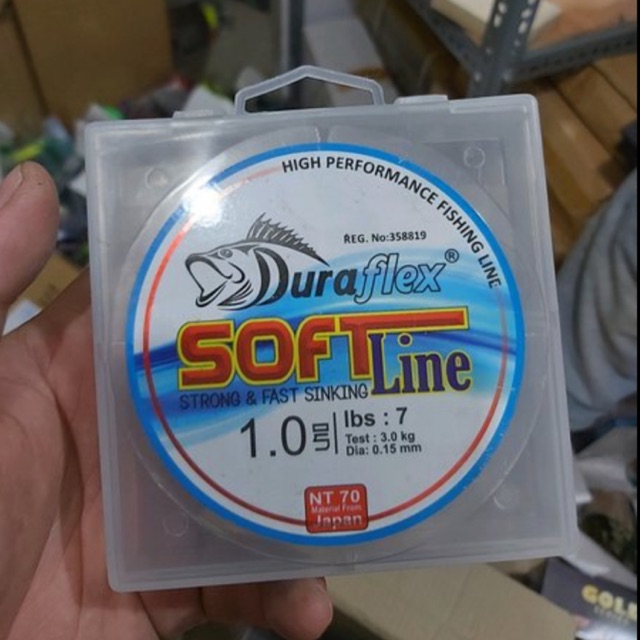 HIGH PERFORMANCE FISHING LINE
REG. No:358819
Duraflex®
SOFT Line
STRONG & FAST SINKING
1.0
lbs : 7
Test : 3.0 kg
Dia: 0.15 mm
NT 70
Material From
Japan
GOL